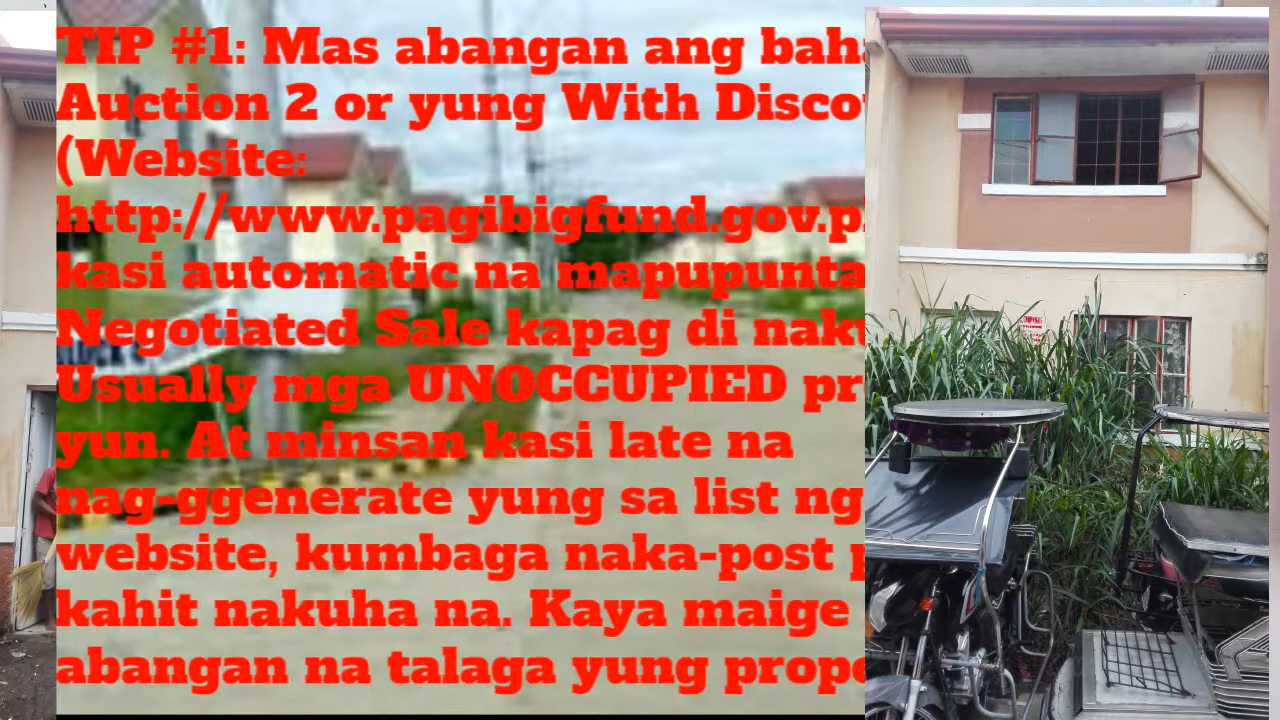 TIP #1: Mas abangan ang bah
Auction 2 or yung With Disco
(Website:
http://www.pagibigfund.gov.p
kasi automatic na mapupunta
Negotiated Sale kapag di nak
Usually mga UNOCCUPIED pr
yun. At minsan kasi late na
nag-ggenerate yung sa list ng
website, kumbaga naka-post
kahit nakuha na. Kaya maige
abangan na talaga yung prop